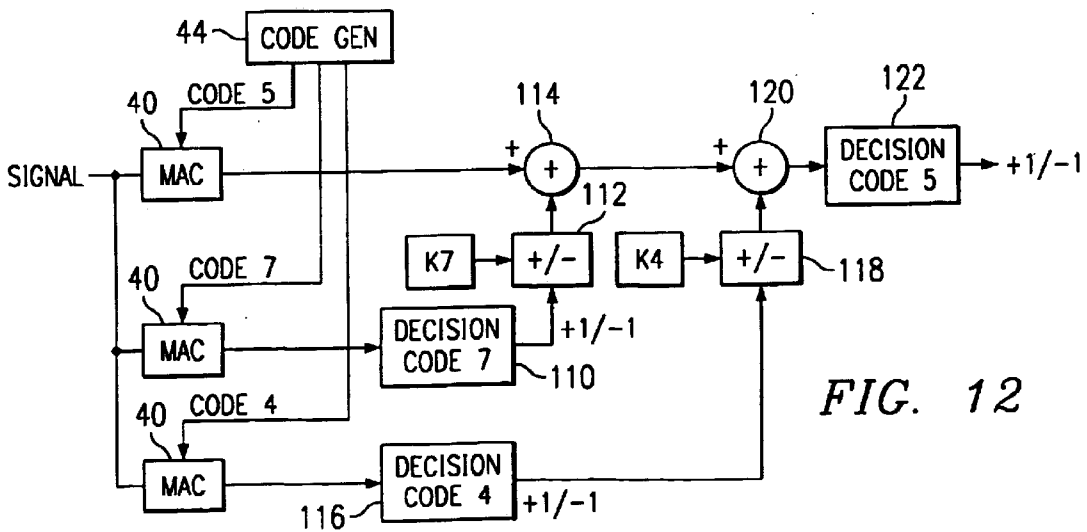 44
CODE GEN
CODE 5
40
SIGNAL
MAC
+
114
+
112
K7
+/-
+
120
+
122
DECISION
CODE 5
+1/-1
K4
+/-
118
CODE 7
40
MAC
DECISION
CODE 7
+1/-1
110
CODE 4
40
MAC
DECISION
CODE 4
+1/-1
116
FIG. 12